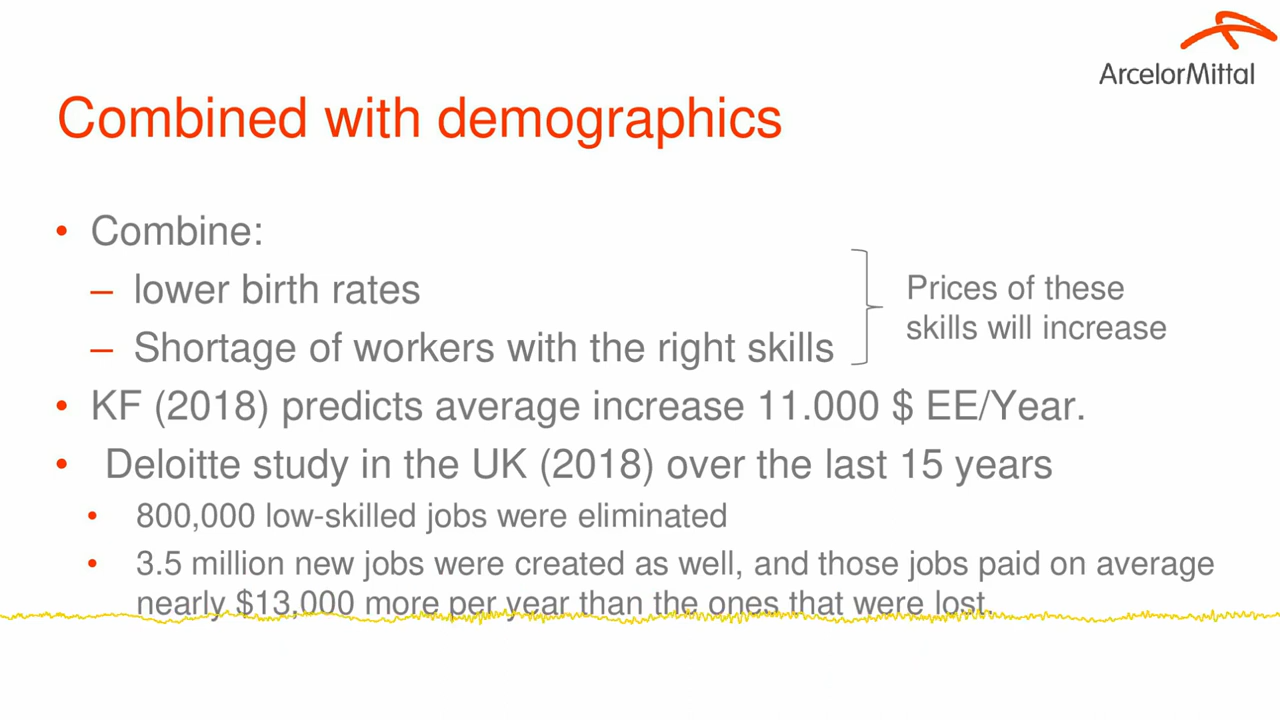 ArcelorMittal
Combined with demographics
• Combine:
– lower birth rates
– Shortage of workers with the right skills
Prices of these
skills will increase
• KF (2018) predicts average increase 11.000 $ EE/Year.
• Deloitte study in the UK (2018) over the last 15 years
• 800,000 low-skilled jobs were eliminated
• 3.5 million new jobs were created as well, and those jobs paid on average
nearly $13,000 more per year than the ones that were lost.